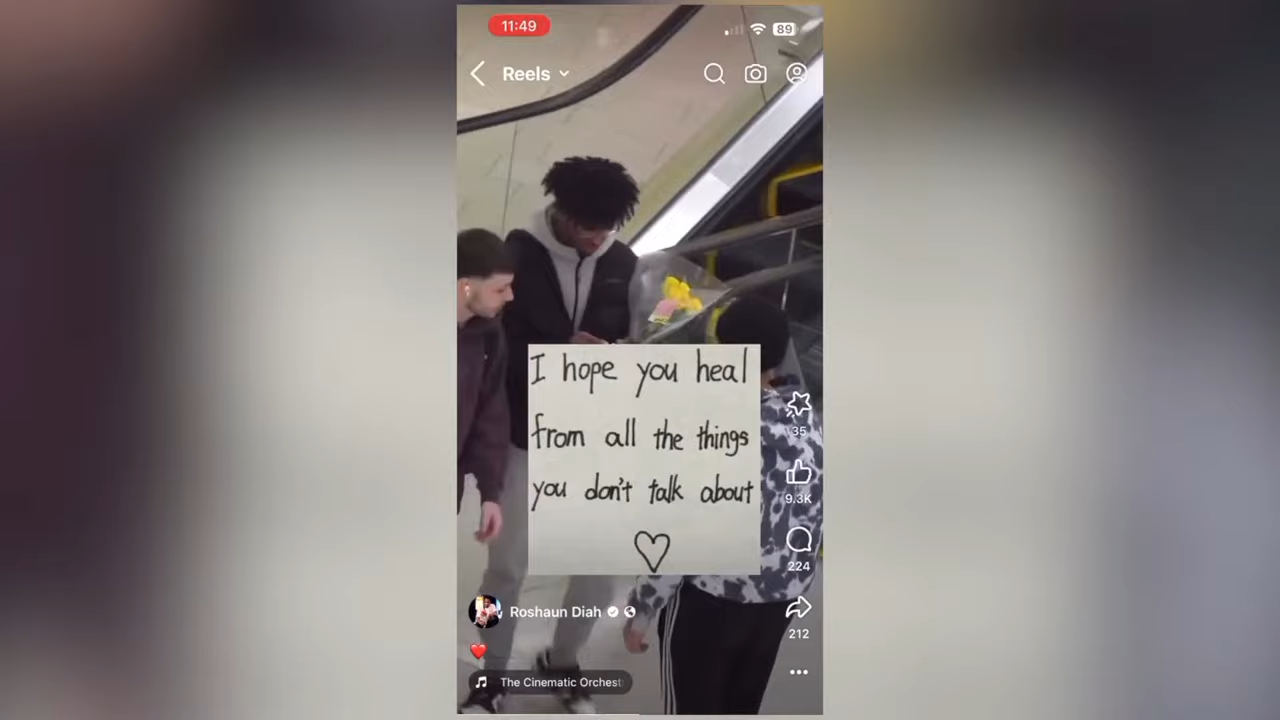 11:49
89
Reels
I hope you heal
from all the things
you don't talk about
35
9.3K
224
Roshaun Diah
212
The Cinematic Orchest